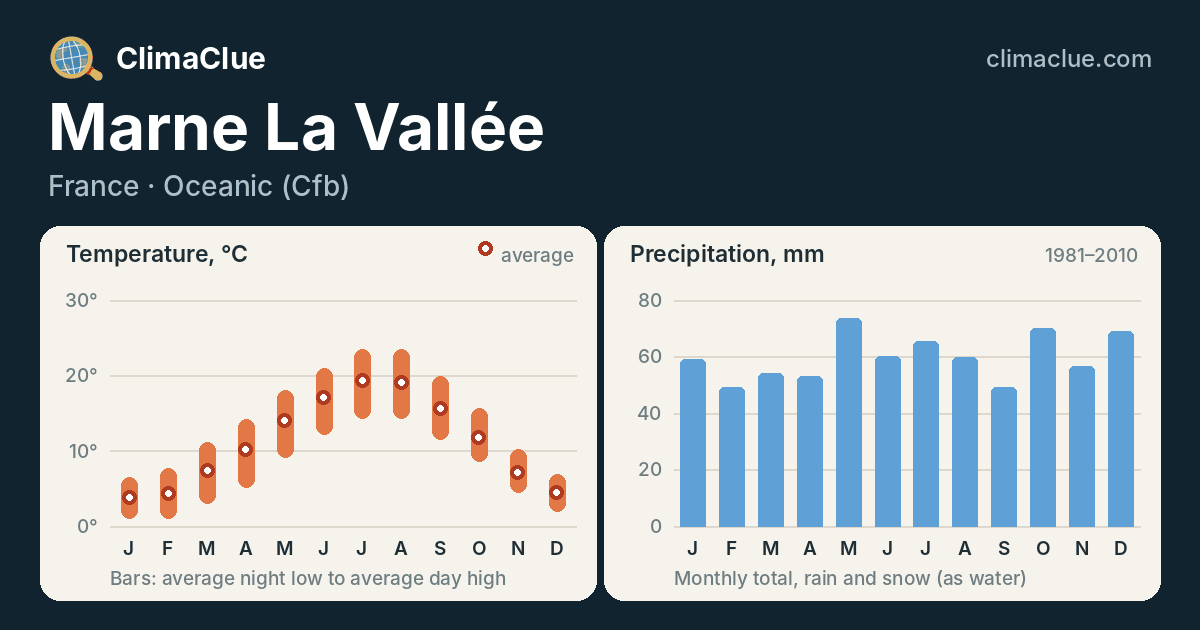 ClimaClue
climaclue.com
Marne La Vallée
France · Oceanic (Cfb)
Temperature, °C
average
30°
20°
10°
0°
J F M A M J J A S O N D
Bars: average night low to average day high
Precipitation, mm
1981–2010
80
60
40
20
0
J F M A M J J A S O N D
Monthly total, rain and snow (as water)